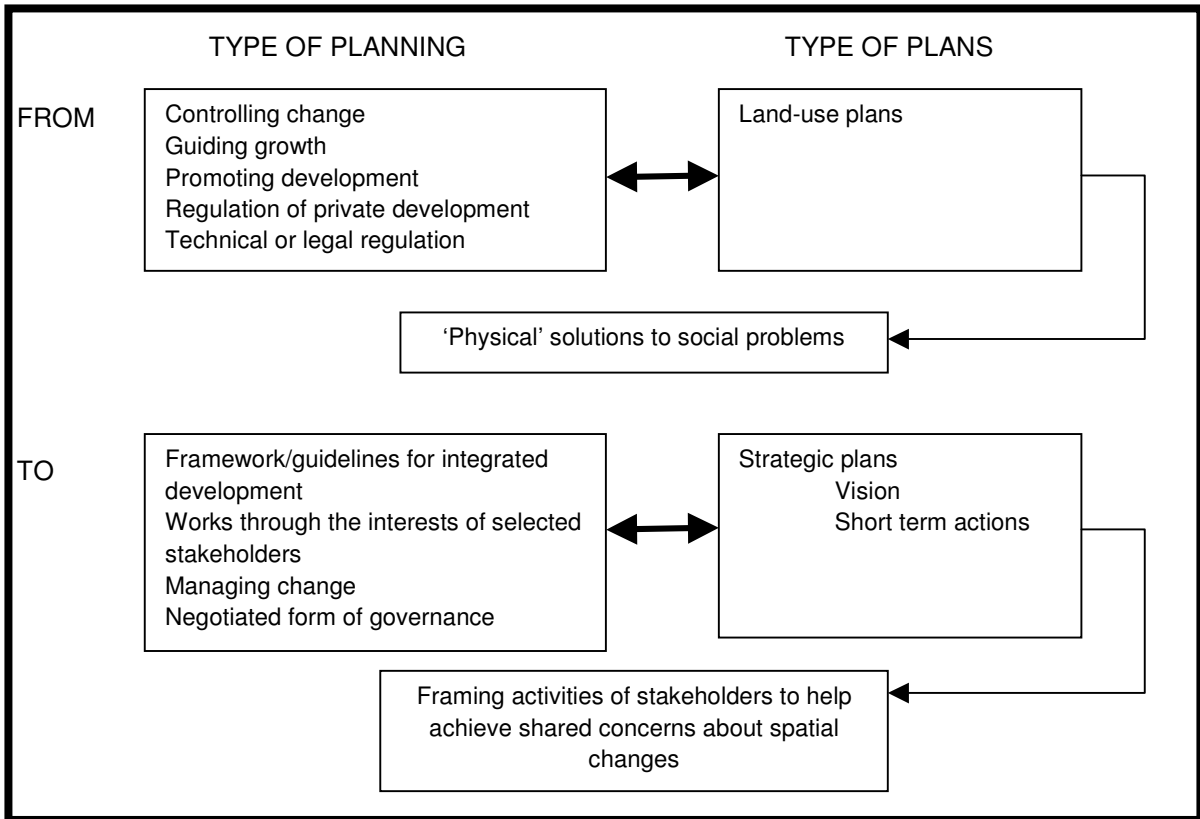 TYPE OF PLANNING
TYPE OF PLANS
FROM
Controlling change
Guiding growth
Promoting development
Regulation of private development
Technical or legal regulation
Land-use plans
‘Physical’ solutions to social problems
TO
Framework/guidelines for integrated
development
Works through the interests of selected
stakeholders
Managing change
Negotiated form of governance
Strategic plans
Vision
Short term actions
Framing activities of stakeholders to help
achieve shared concerns about spatial
changes